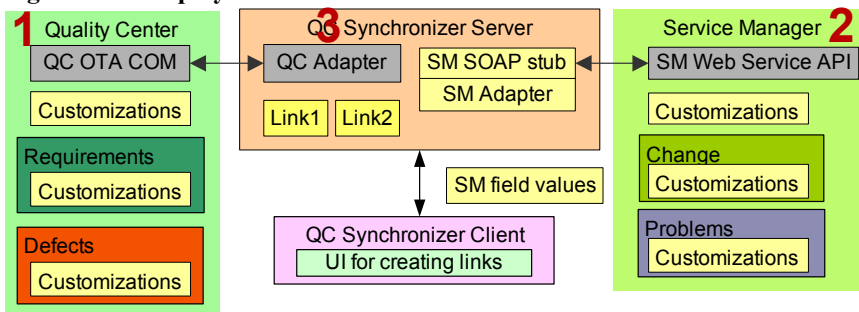 1
Quality Center
QC OTA COM
Customizations
Requirements
Customizations
Defects
Customizations
3
QC Synchronizer Server
QC Adapter
SM SOAP stub
SM Adapter
Link1
Link2
SM field values
QC Synchronizer Client
UI for creating links
2
Service Manager
SM Web Service API
Customizations
Change
Customizations
Problems
Customizations